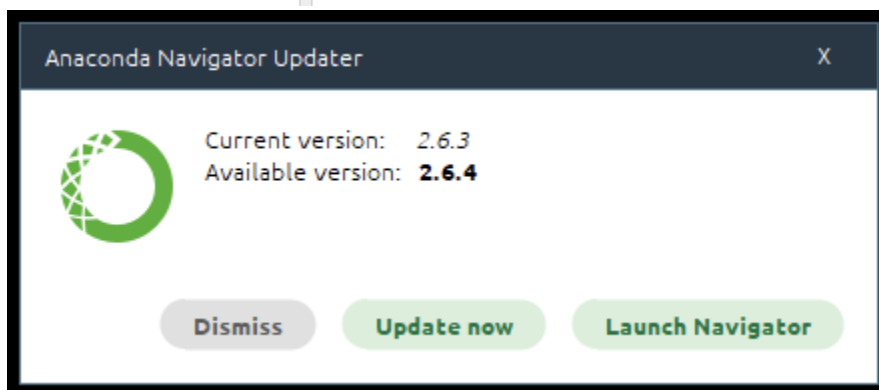 Anaconda Navigator Updater X
Current version: 2.6.3
Available version: 2.6.4
Dismiss Update now Launch Navigator